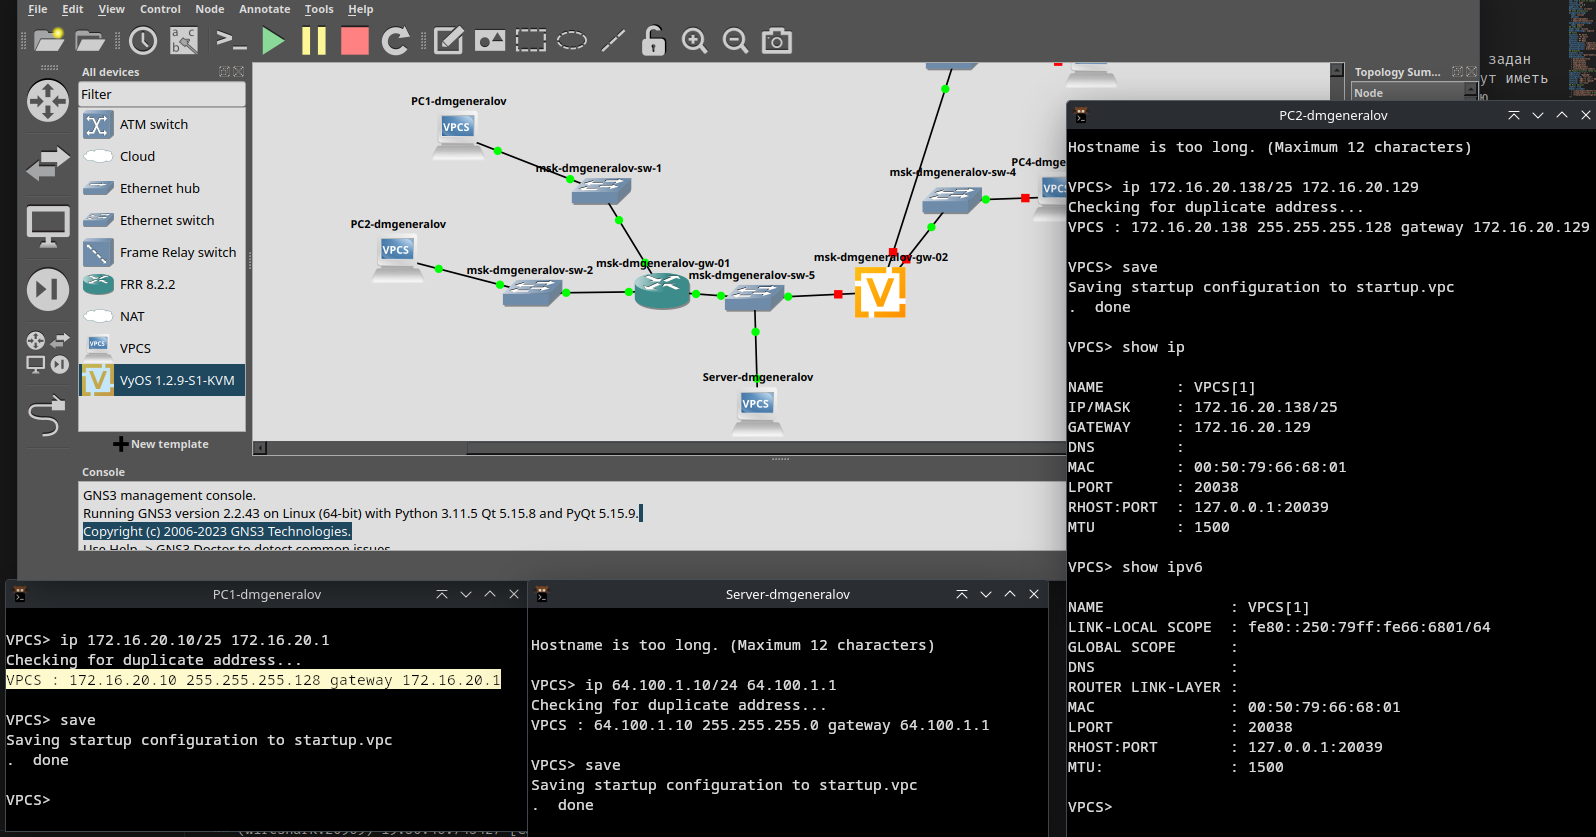 File Edit View Control Node Annotate Tools Help
All devices
Filter
ATM switch
Cloud
Ethernet hub
Ethernet switch
Frame Relay switch
FRR 8.2.2
NAT
VPCS
VyOS 1.2.9-S1-KVM
New template
PC1-dmgeneralov
VPCS
msk-dmgeneralov-sw-1
PC2-dmgeneralov
VPCS
msk-dmgeneralov-sw-2
msk-dmgeneralov-gw-01
msk-dmgeneralov-sw-5
msk-dmgeneralov-gw-02
msk-dmgeneralov-sw-4
PC4-dmge
Server-dmgeneralov
VPCS
Topology Sum...
Node
задан
ут иметь
ю
Console
GNS3 management console.
Running GNS3 version 2.2.43 on Linux (64-bit) with Python 3.11.5 Qt 5.15.8 and PyQt 5.15.9.
Copyright (c) 2006-2023 GNS3 Technologies.
Use Help -> GNS3 Doctor to detect common issues.
PC1-dmgeneralov
VPCS> ip 172.16.20.10/25 172.16.20.1
Checking for duplicate address...
VPCS : 172.16.20.10 255.255.255.128 gateway 172.16.20.1
VPCS> save
Saving startup configuration to startup.vpc
.  done
VPCS>
Server-dmgeneralov
Hostname is too long. (Maximum 12 characters)
VPCS> ip 64.100.1.10/24 64.100.1.1
Checking for duplicate address...
VPCS : 64.100.1.10 255.255.255.0 gateway 64.100.1.1
VPCS> save
Saving startup configuration to startup.vpc
.  done
PC2-dmgeneralov
Hostname is too long. (Maximum 12 characters)
VPCS> ip 172.16.20.138/25 172.16.20.129
Checking for duplicate address...
VPCS : 172.16.20.138 255.255.255.128 gateway 172.16.20.129
VPCS> save
Saving startup configuration to startup.vpc
.  done
VPCS> show ip
NAME : VPCS[1]
IP/MASK : 172.16.20.138/25
GATEWAY : 172.16.20.129
DNS :
MAC : 00:50:79:66:68:01
LPORT : 20038
RHOST:PORT : 127.0.0.1:20039
MTU : 1500
VPCS> show ipv6
NAME : VPCS[1]
LINK-LOCAL SCOPE : fe80::250:79ff:fe66:6801/64
GLOBAL SCOPE :
DNS :
ROUTER LINK-LAYER :
MAC : 00:50:79:66:68:01
LPORT : 20038
RHOST:PORT : 127.0.0.1:20039
MTU: : 1500
VPCS>